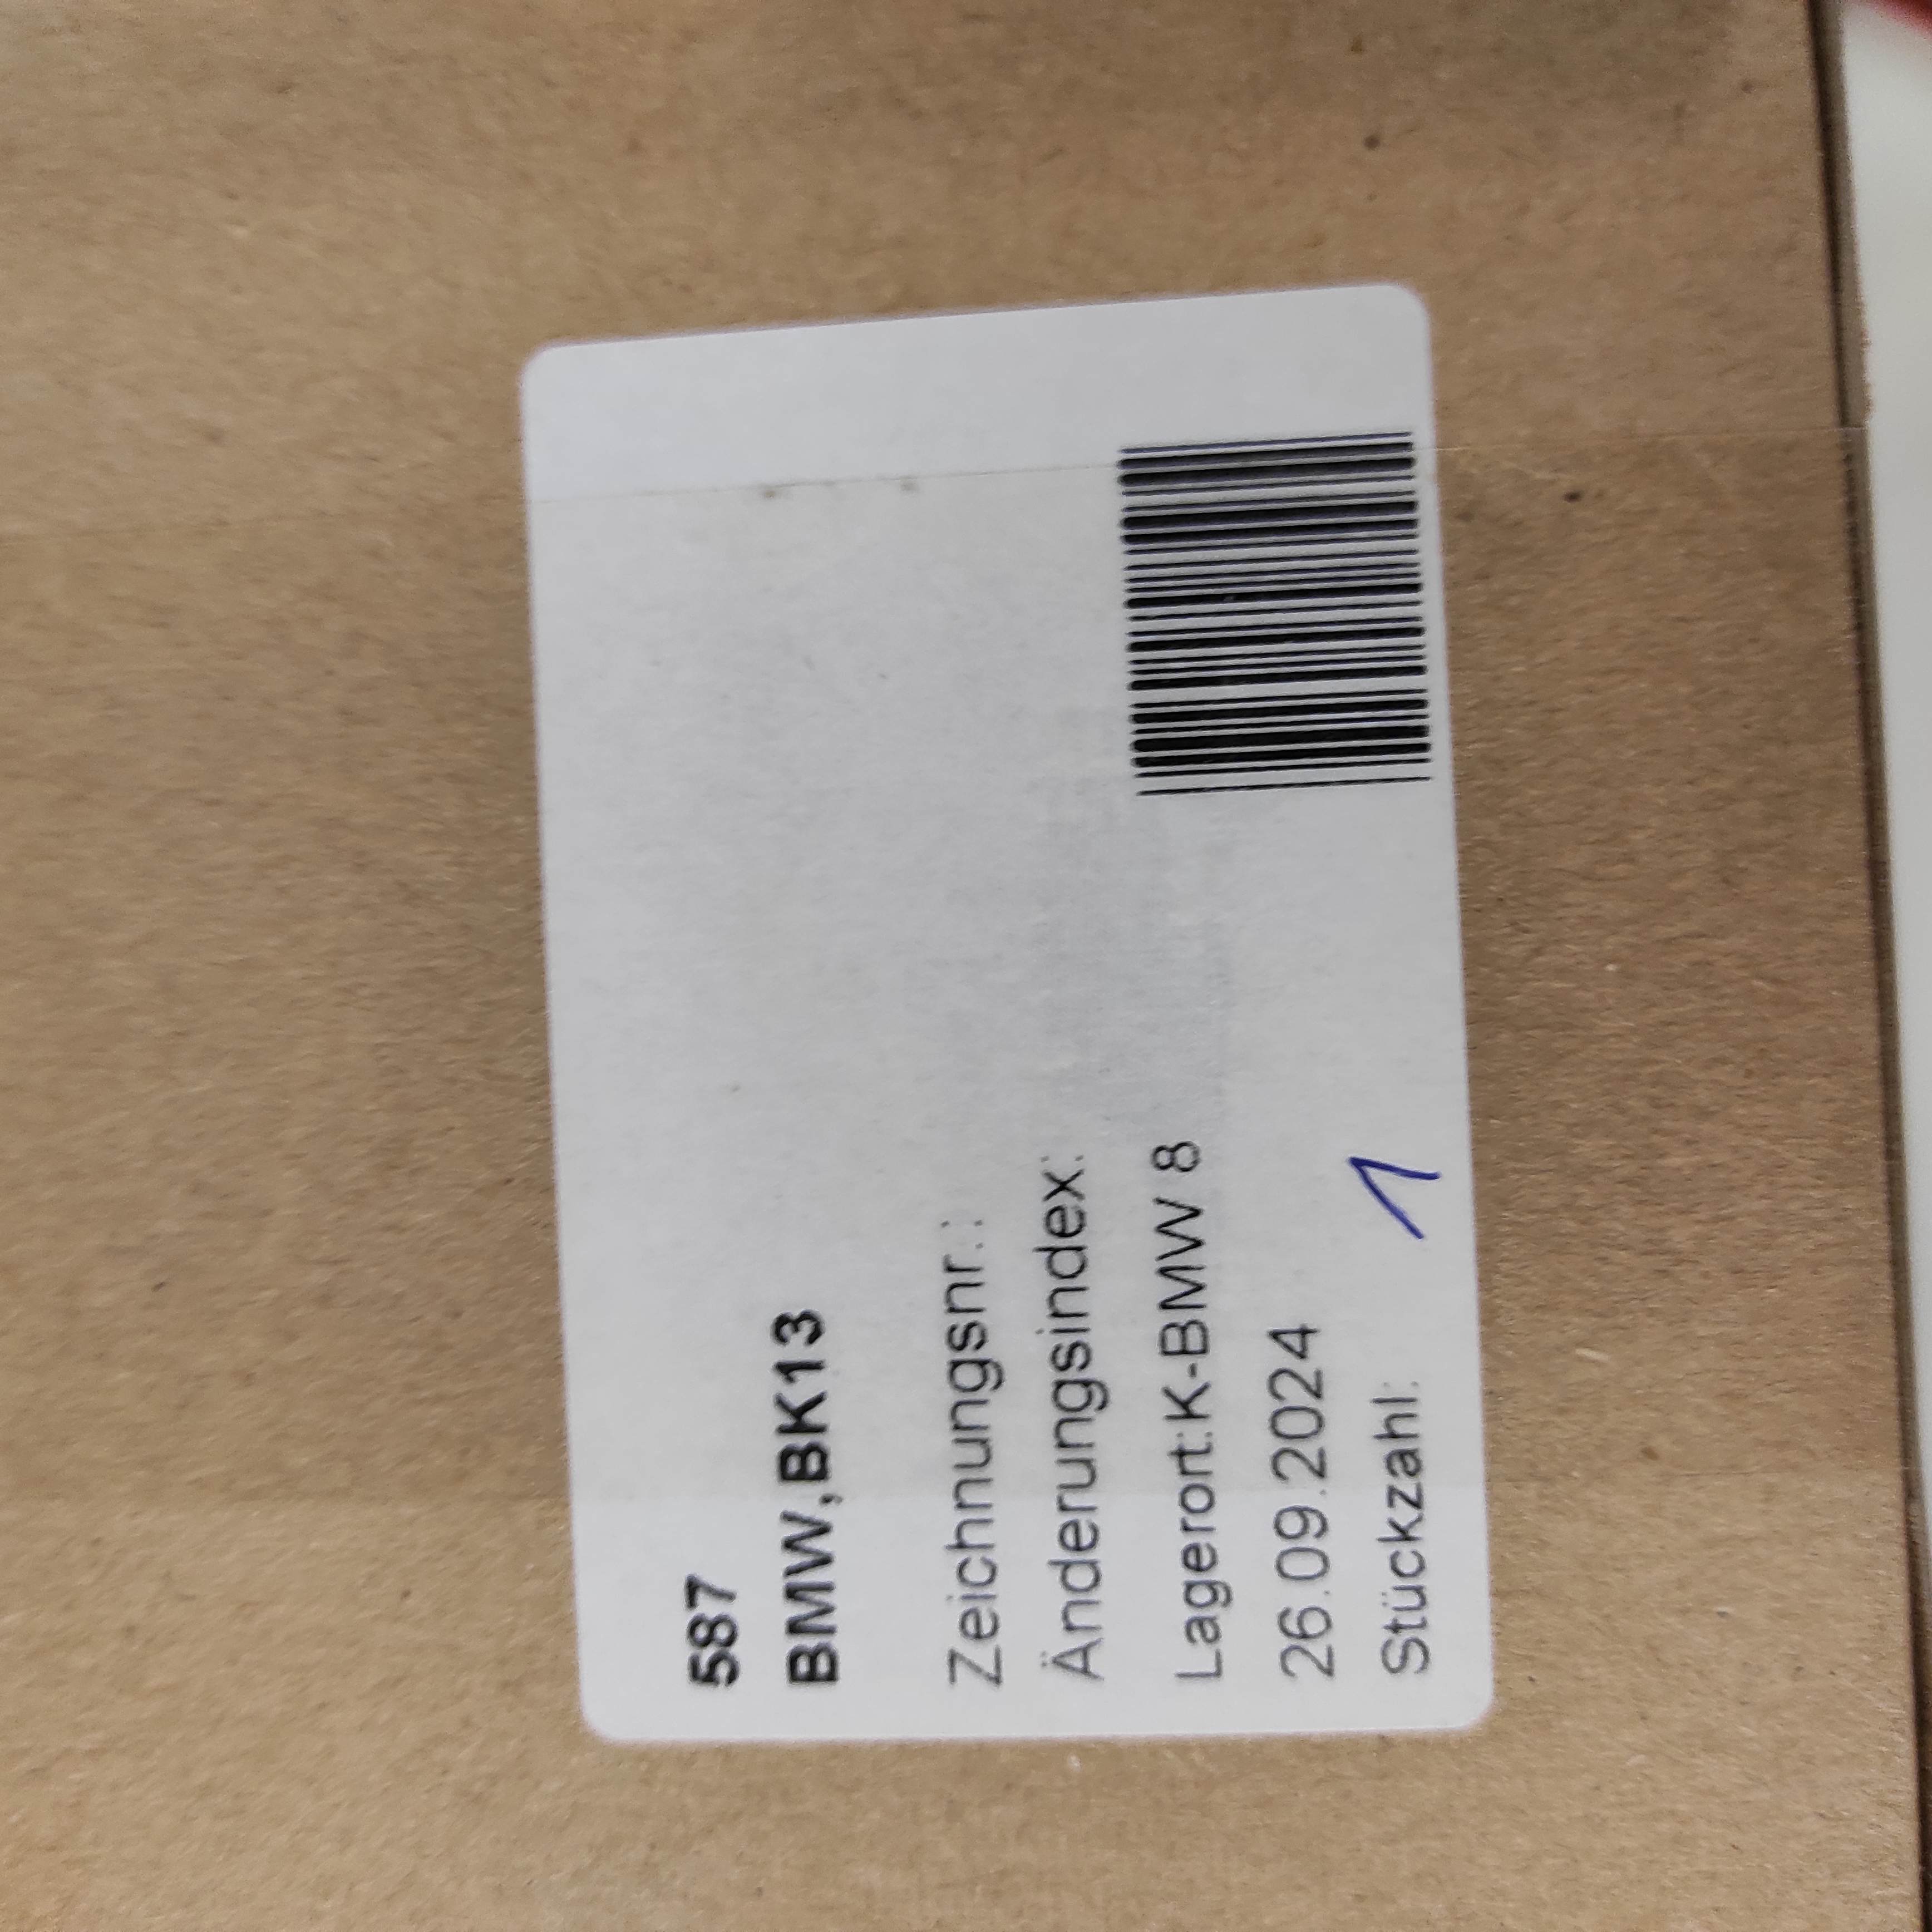 587
BMW,BK13
Zeichnungsnr.:
Änderungsindex:
Lagerort:K-BMW 8
26.09.2024
Stückzahl: 1